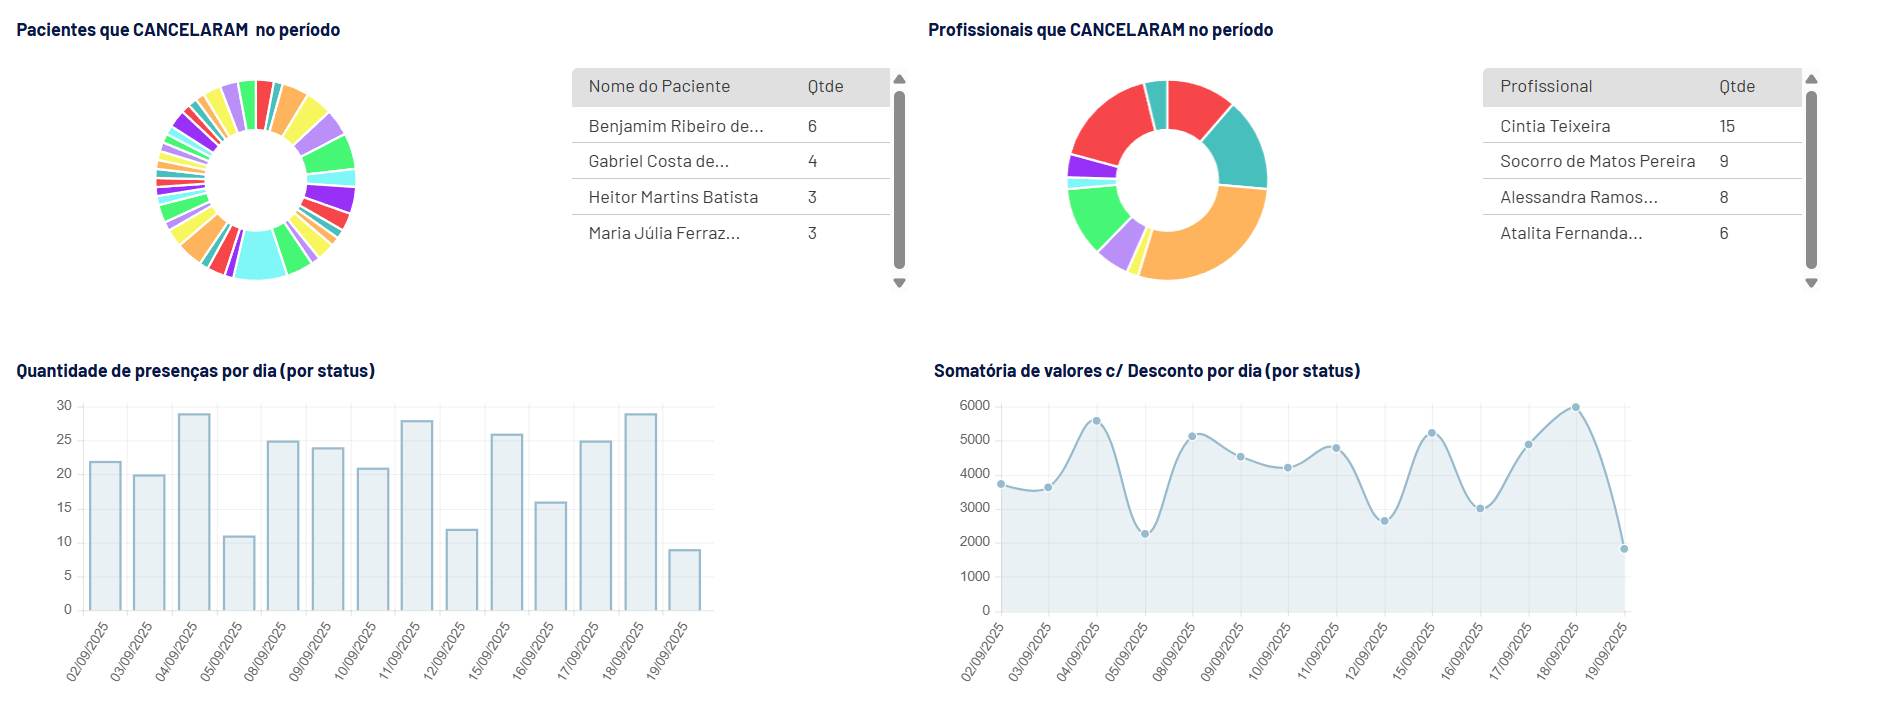 Pacientes que CANCELARAM  no período
Nome do Paciente Qtde
Benjamim Ribeiro de... 6
Gabriel Costa de... 4
Heitor Martins Batista 3
Maria Júlia Ferraz... 3
Profissionais que CANCELARAM no período
Profissional Qtde
Cintia Teixeira 15
Socorro de Matos Pereira 9
Alessandra Ramos... 8
Atalita Fernanda... 6
Quantidade de presenças por dia (por status)
30
25
20
15
10
5
0
02/09/2025 03/09/2025 04/09/2025 05/09/2025 08/09/2025 09/09/2025 10/09/2025 11/09/2025 12/09/2025 15/09/2025 16/09/2025 17/09/2025 18/09/2025 19/09/2025
Somatória de valores c/ Desconto por dia (por status)
6000
5000
4000
3000
2000
1000
0
02/09/2025 03/09/2025 04/09/2025 05/09/2025 08/09/2025 09/09/2025 10/09/2025 11/09/2025 12/09/2025 15/09/2025 16/09/2025 17/09/2025 18/09/2025 19/09/2025